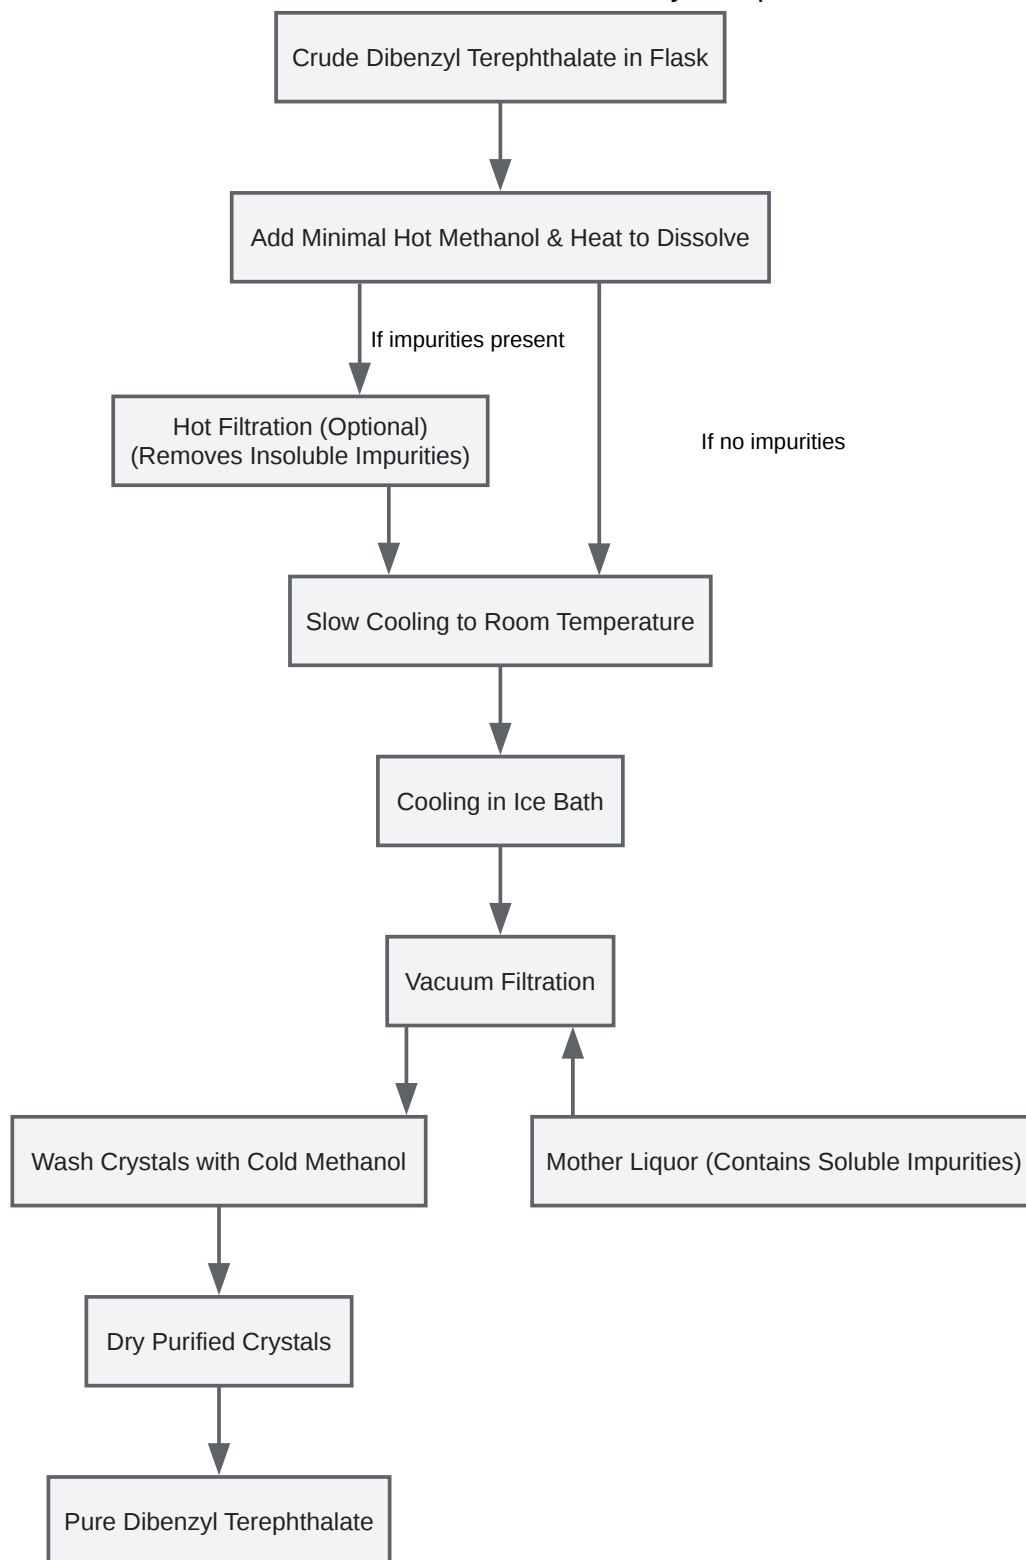 Crude Dibenzyl Terephthalate in Flask
Add Minimal Hot Methanol & Heat to Dissolve
If impurities present
Hot Filtration (Optional)
(Removes Insoluble Impurities)
If no impurities
Slow Cooling to Room Temperature
Cooling in Ice Bath
Vacuum Filtration
Wash Crystals with Cold Methanol
Mother Liquor (Contains Soluble Impurities)
Dry Purified Crystals
Pure Dibenzyl Terephthalate